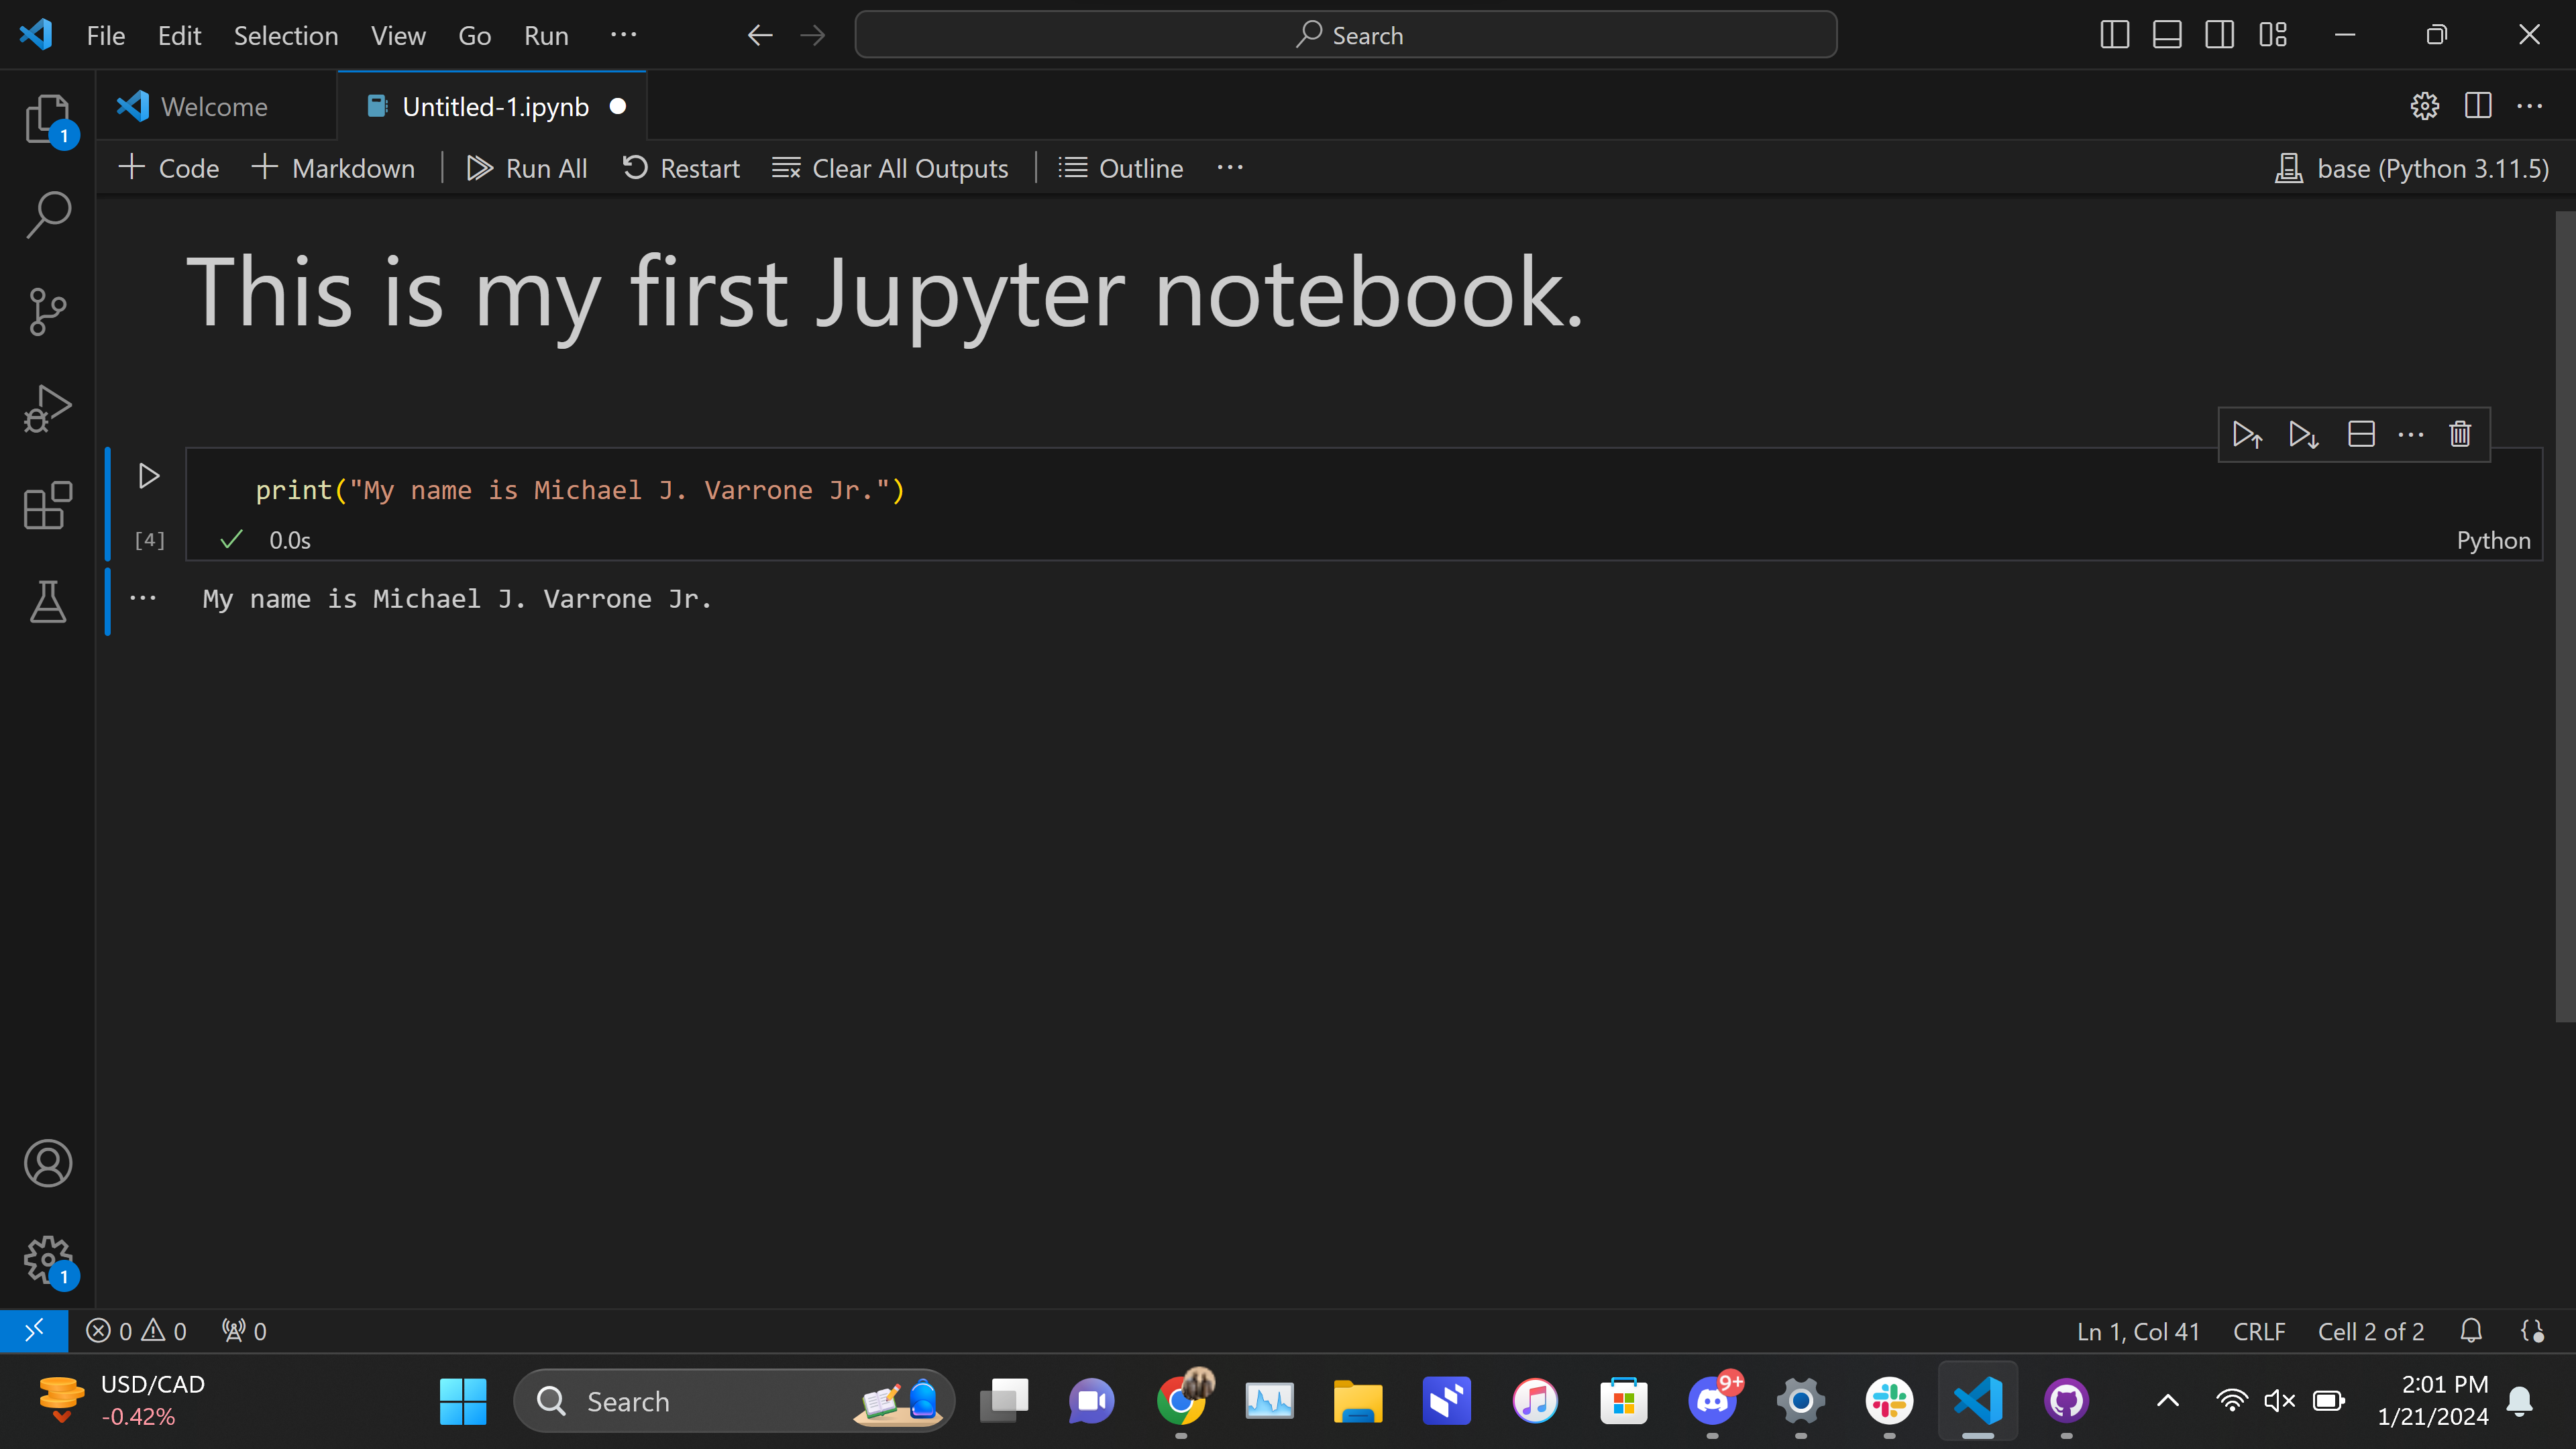 File Edit Selection View Go Run ··· Search
Welcome Untitled-1.ipynb
1
Code Markdown Run All Restart Clear All Outputs Outline ··· base (Python 3.11.5)
This is my first Jupyter notebook.
print("My name is Michael J. Varrone Jr.")
[4] 0.0s Python
My name is Michael J. Varrone Jr.
1
0 0 0 Ln 1, Col 41 CRLF Cell 2 of 2
USD/CAD
-0.42%
Search
9+
2:01 PM
1/21/2024